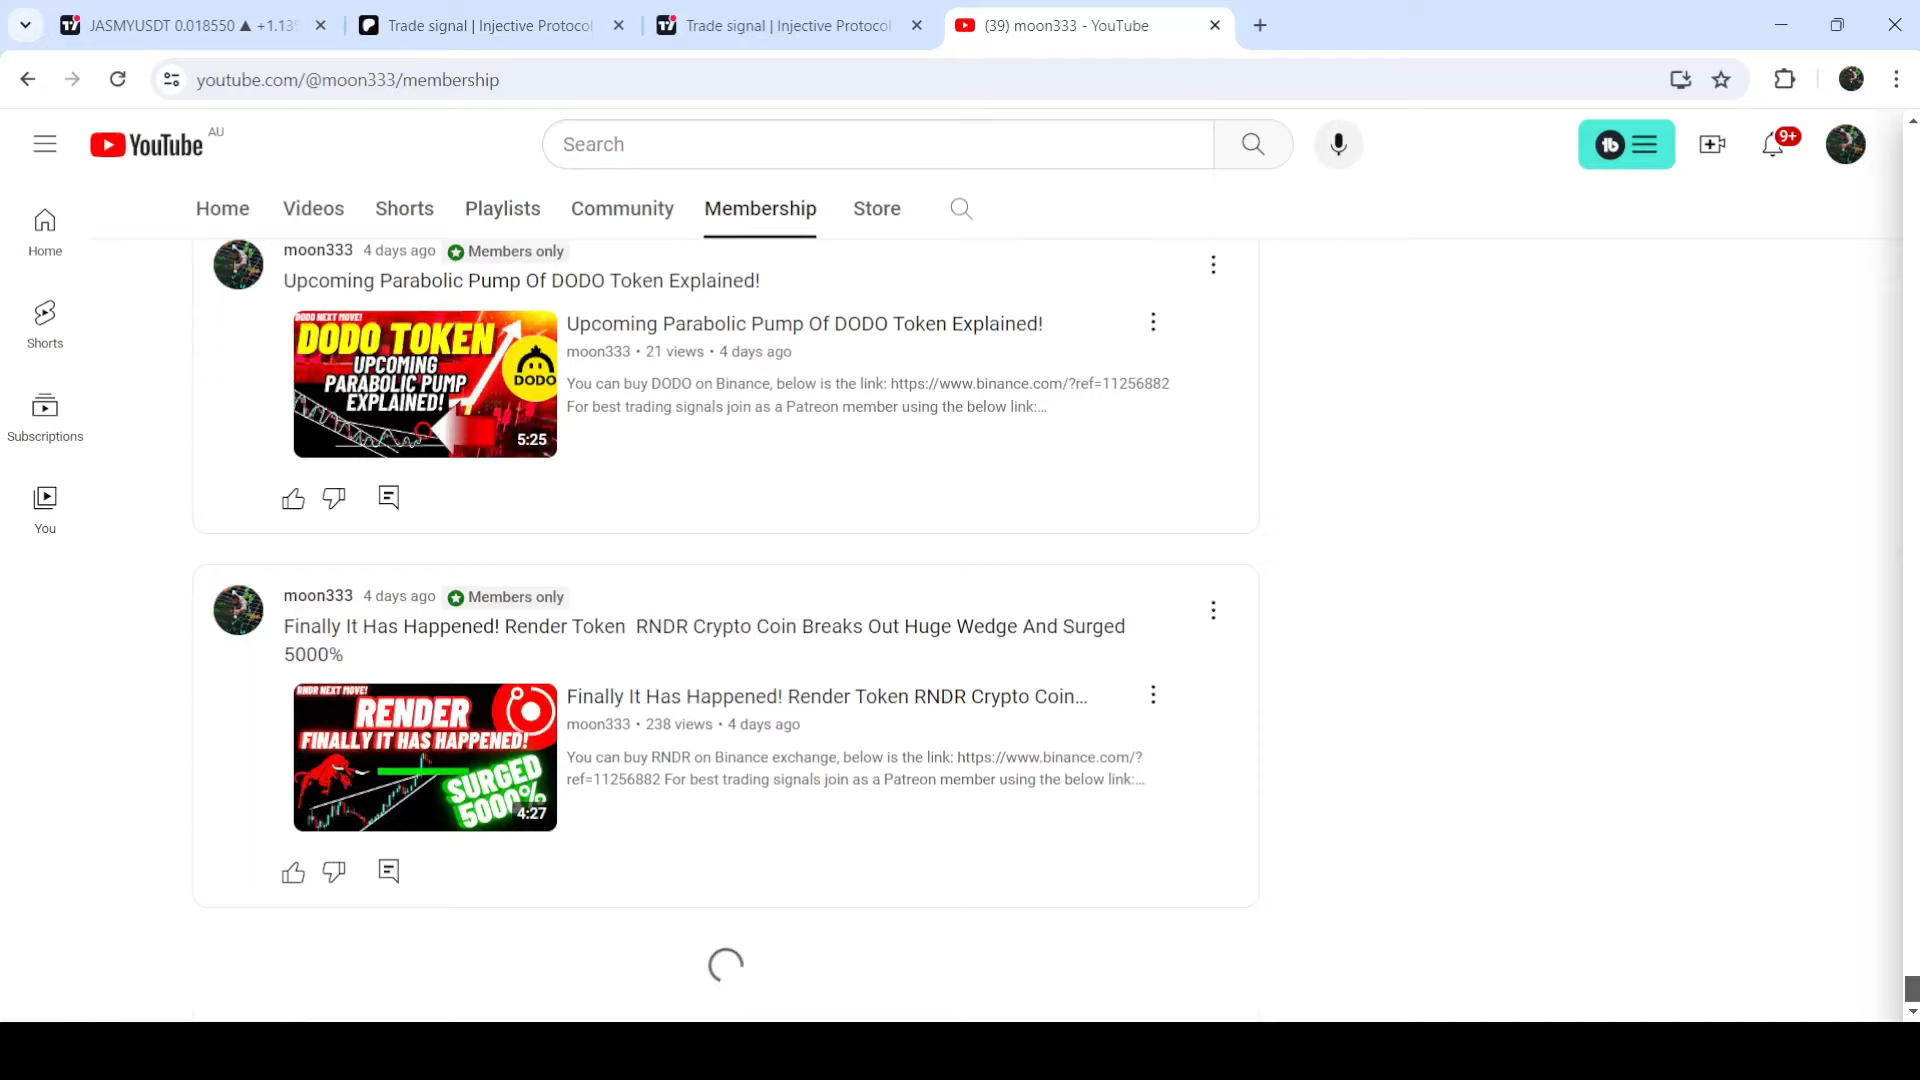 JASMYUSDT 0.018550 ▲ +1.13%
Trade signal | Injective Protocol
Trade signal | Injective Protocol
(39) moon333 - YouTube
youtube.com/@moon333/membership
YouTube AU
Search
9+
Home Videos Shorts Playlists Community Membership Store
Home
Shorts
Subscriptions
You
moon333 4 days ago Members only
Upcoming Parabolic Pump Of DODO Token Explained!
DODO NEXT MOVE!
DODO TOKEN
UPCOMING
PARABOLIC PUMP
EXPLAINED!
DODO
5:25
Upcoming Parabolic Pump Of DODO Token Explained!
moon333 • 21 views • 4 days ago
You can buy DODO on Binance, below is the link: https://www.binance.com/?ref=11256882
For best trading signals join as a Patreon member using the below link:...
moon333 4 days ago Members only
Finally It Has Happened! Render Token RNDR Crypto Coin Breaks Out Huge Wedge And Surged
5000%
RNDR NEXT MOVE!
RENDER
FINALLY IT HAS HAPPENED!
SURGED
5000%
4:27
Finally It Has Happened! Render Token RNDR Crypto Coin...
moon333 • 238 views • 4 days ago
You can buy RNDR on Binance exchange, below is the link: https://www.binance.com/?
ref=11256882 For best trading signals join as a Patreon member using the below link:...